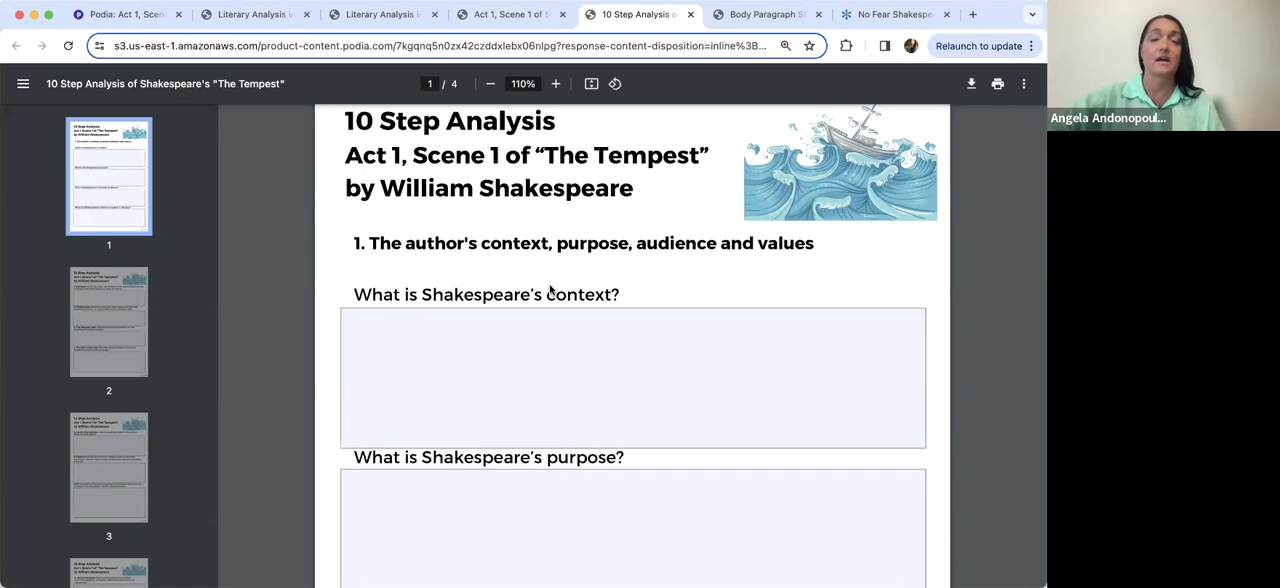 Podia: Act 1, Scen
Literary Analysis i
Literary Analysis i
Act 1, Scene 1 of
10 Step Analysis o
Body Paragraph S
No Fear Shakespe
s3.us-east-1.amazonaws.com/product-content.podia.com/7kgqnq5n0zx42czddxlebx06nlpg?response-content-disposition=inline%3B...
Relaunch to update
10 Step Analysis of Shakespeare's "The Tempest"
1 / 4
110%
Angela Andonopoul...
10 Step Analysis
Act 1, Scene 1 of “The Tempest”
by William Shakespeare
1. The author's context, purpose, audience and values
What is Shakespeare’s context?
What is Shakespeare’s purpose?
1
2
3